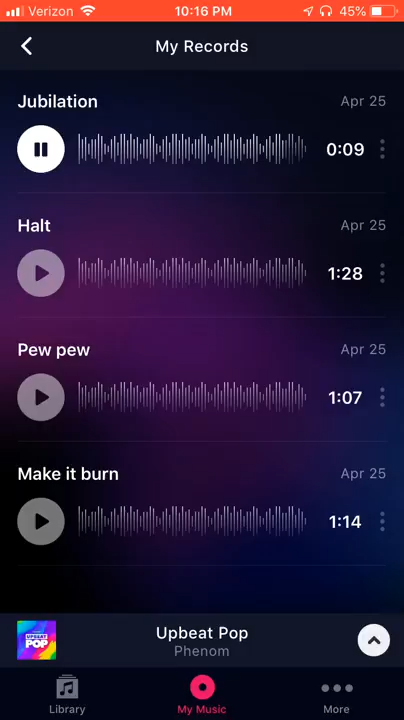 Verizon 10:16 PM 45%
My Records
Jubilation Apr 25
0:09
Halt Apr 25
1:28
Pew pew Apr 25
1:07
Make it burn Apr 25
1:14
UPBEAT
POP
Upbeat Pop
Phenom
Library My Music More